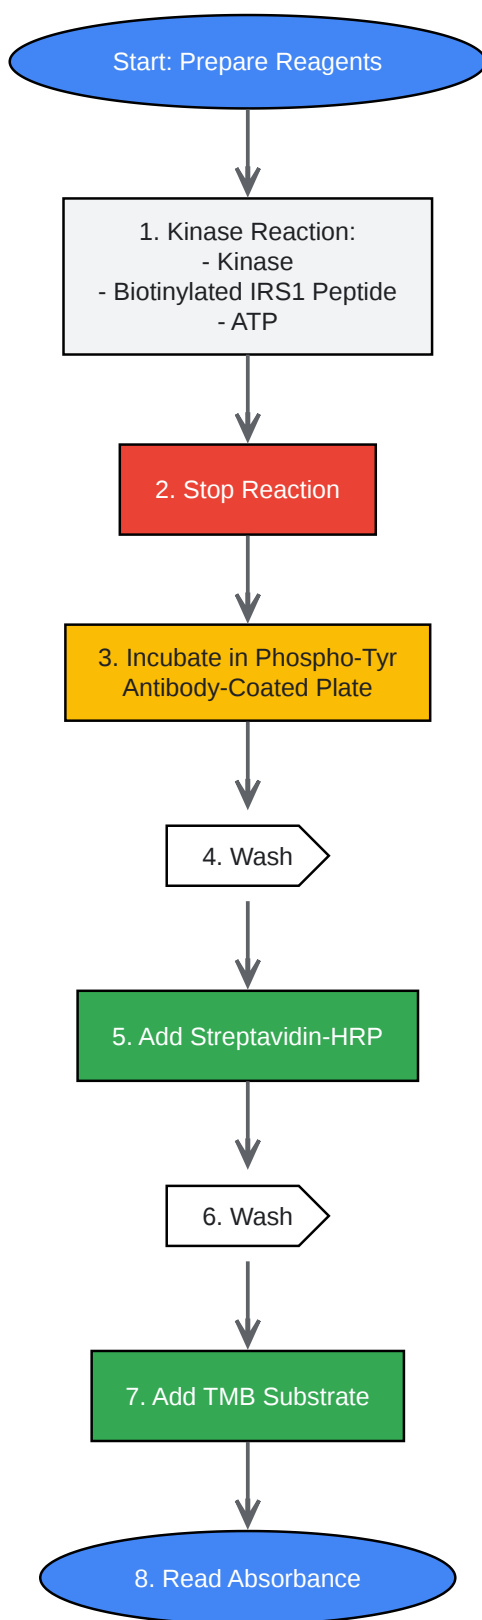 Start: Prepare Reagents
1. Kinase Reaction:
- Kinase
- Biotinylated IRS1 Peptide
- ATP
2. Stop Reaction
3. Incubate in Phospho-Tyr
Antibody-Coated Plate
4. Wash
5. Add Streptavidin-HRP
6. Wash
7. Add TMB Substrate
8. Read Absorbance